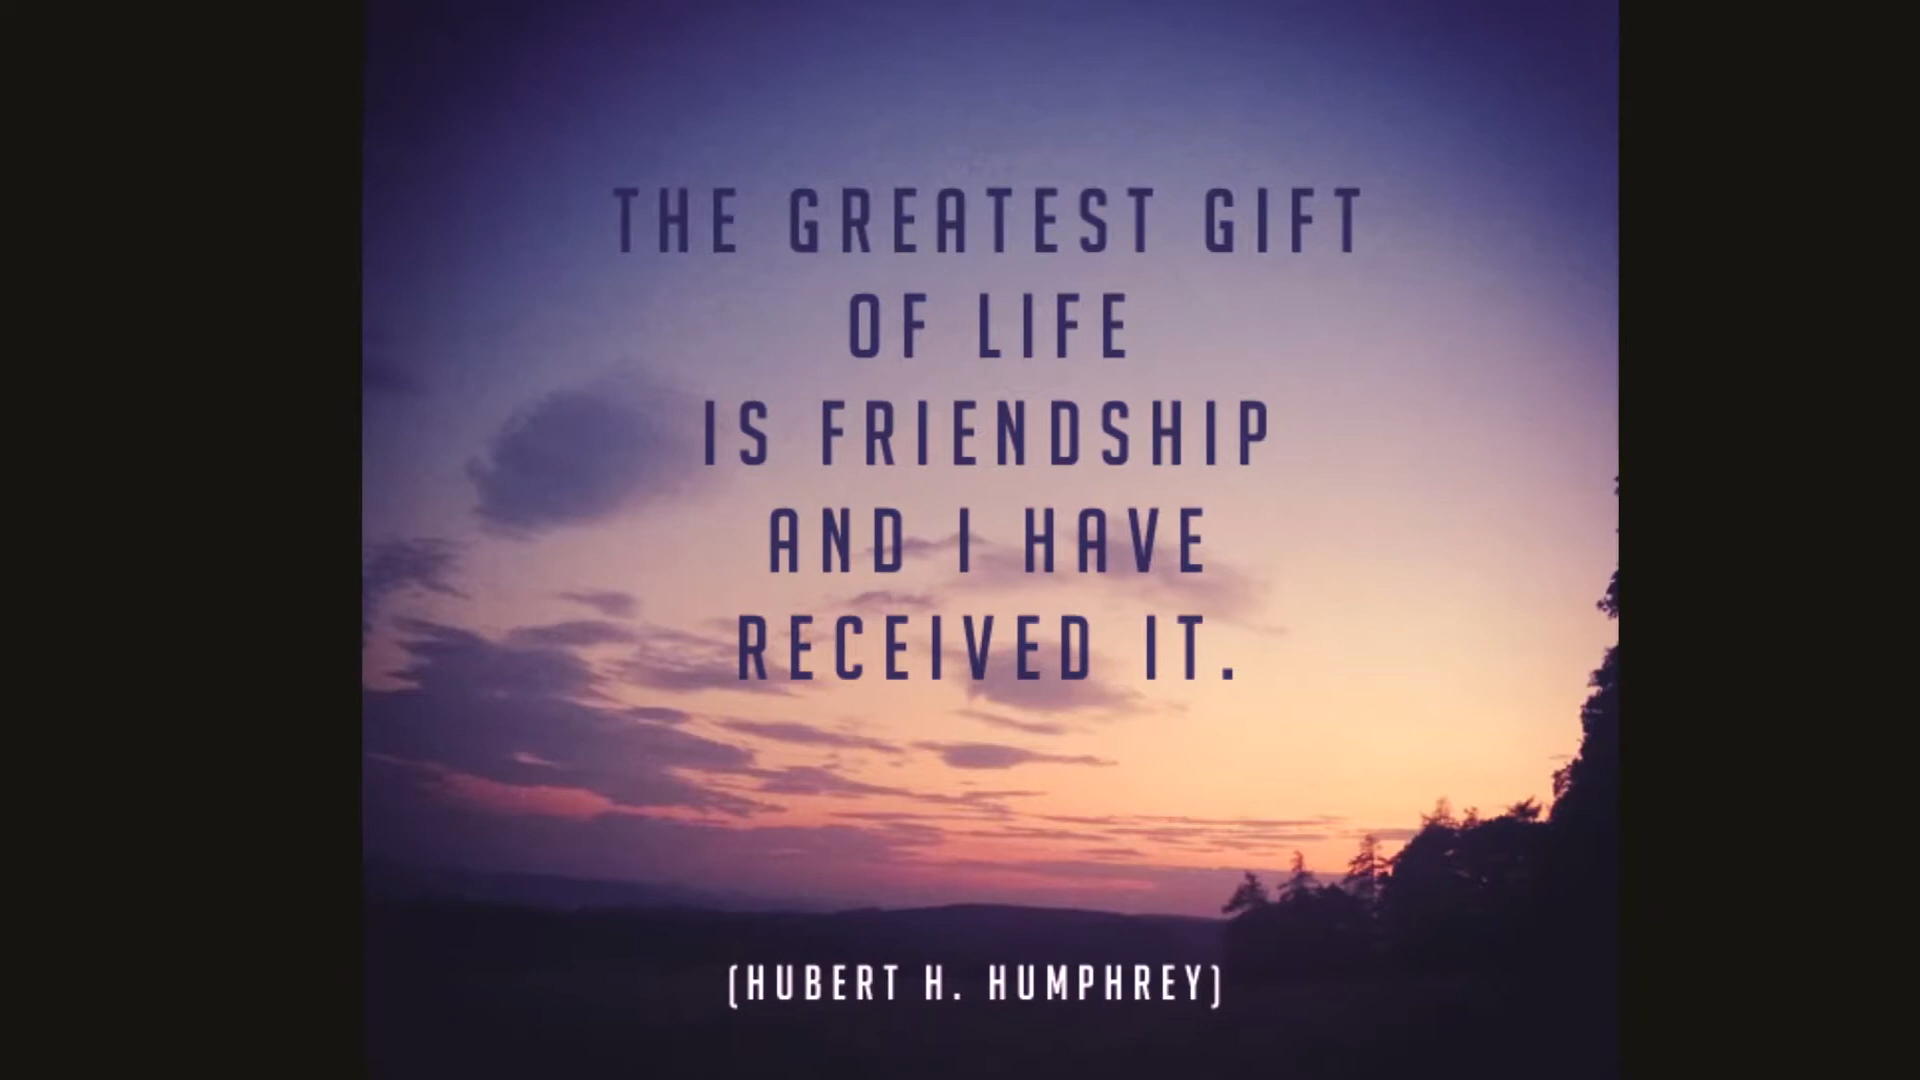 THE GREATEST GIFT
OF LIFE
IS FRIENDSHIP
AND I HAVE
RECEIVED IT.
(HUBERT H. HUMPHREY)